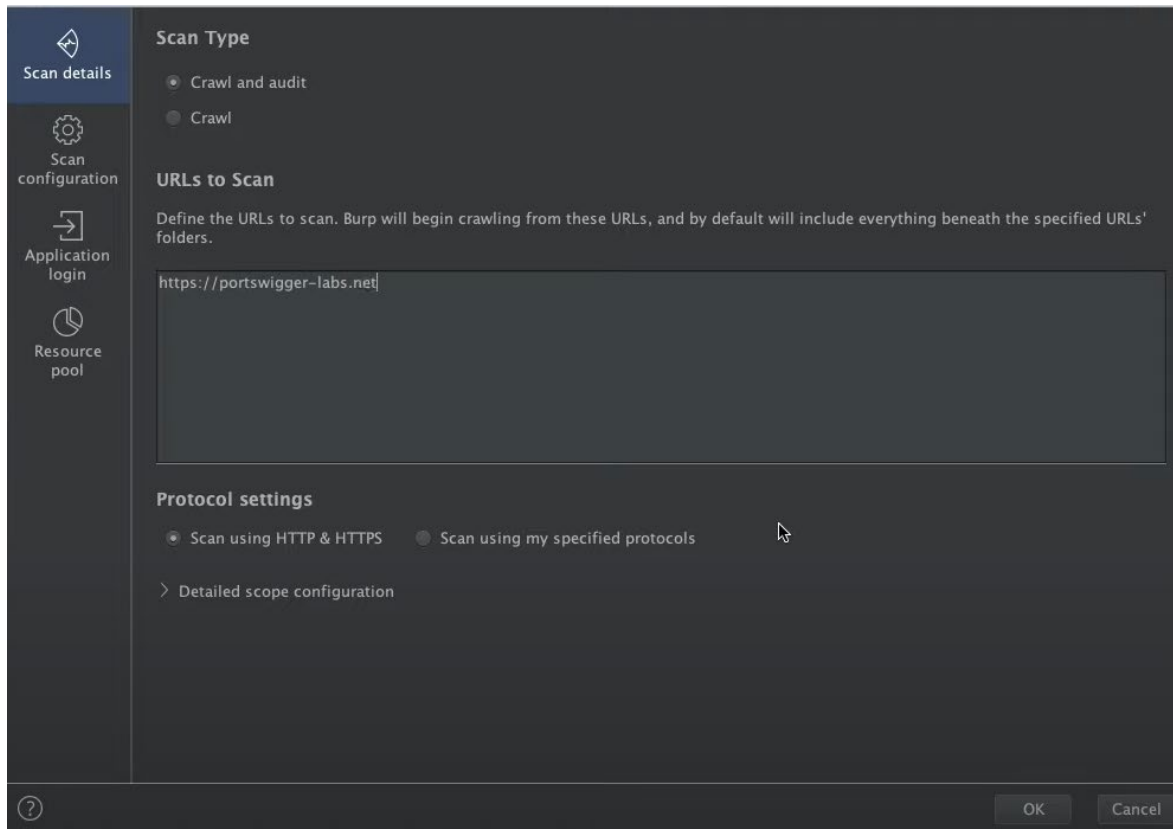 Scan details
Scan
configuration
Application
login
Resource
pool
Scan Type
Crawl and audit
Crawl
URLs to Scan
Define the URLs to scan. Burp will begin crawling from these URLs, and by default will include everything beneath the specified URLs'
folders.
https://portswigger-labs.net
Protocol settings
Scan using HTTP & HTTPS Scan using my specified protocols
Detailed scope configuration
? OK Cancel